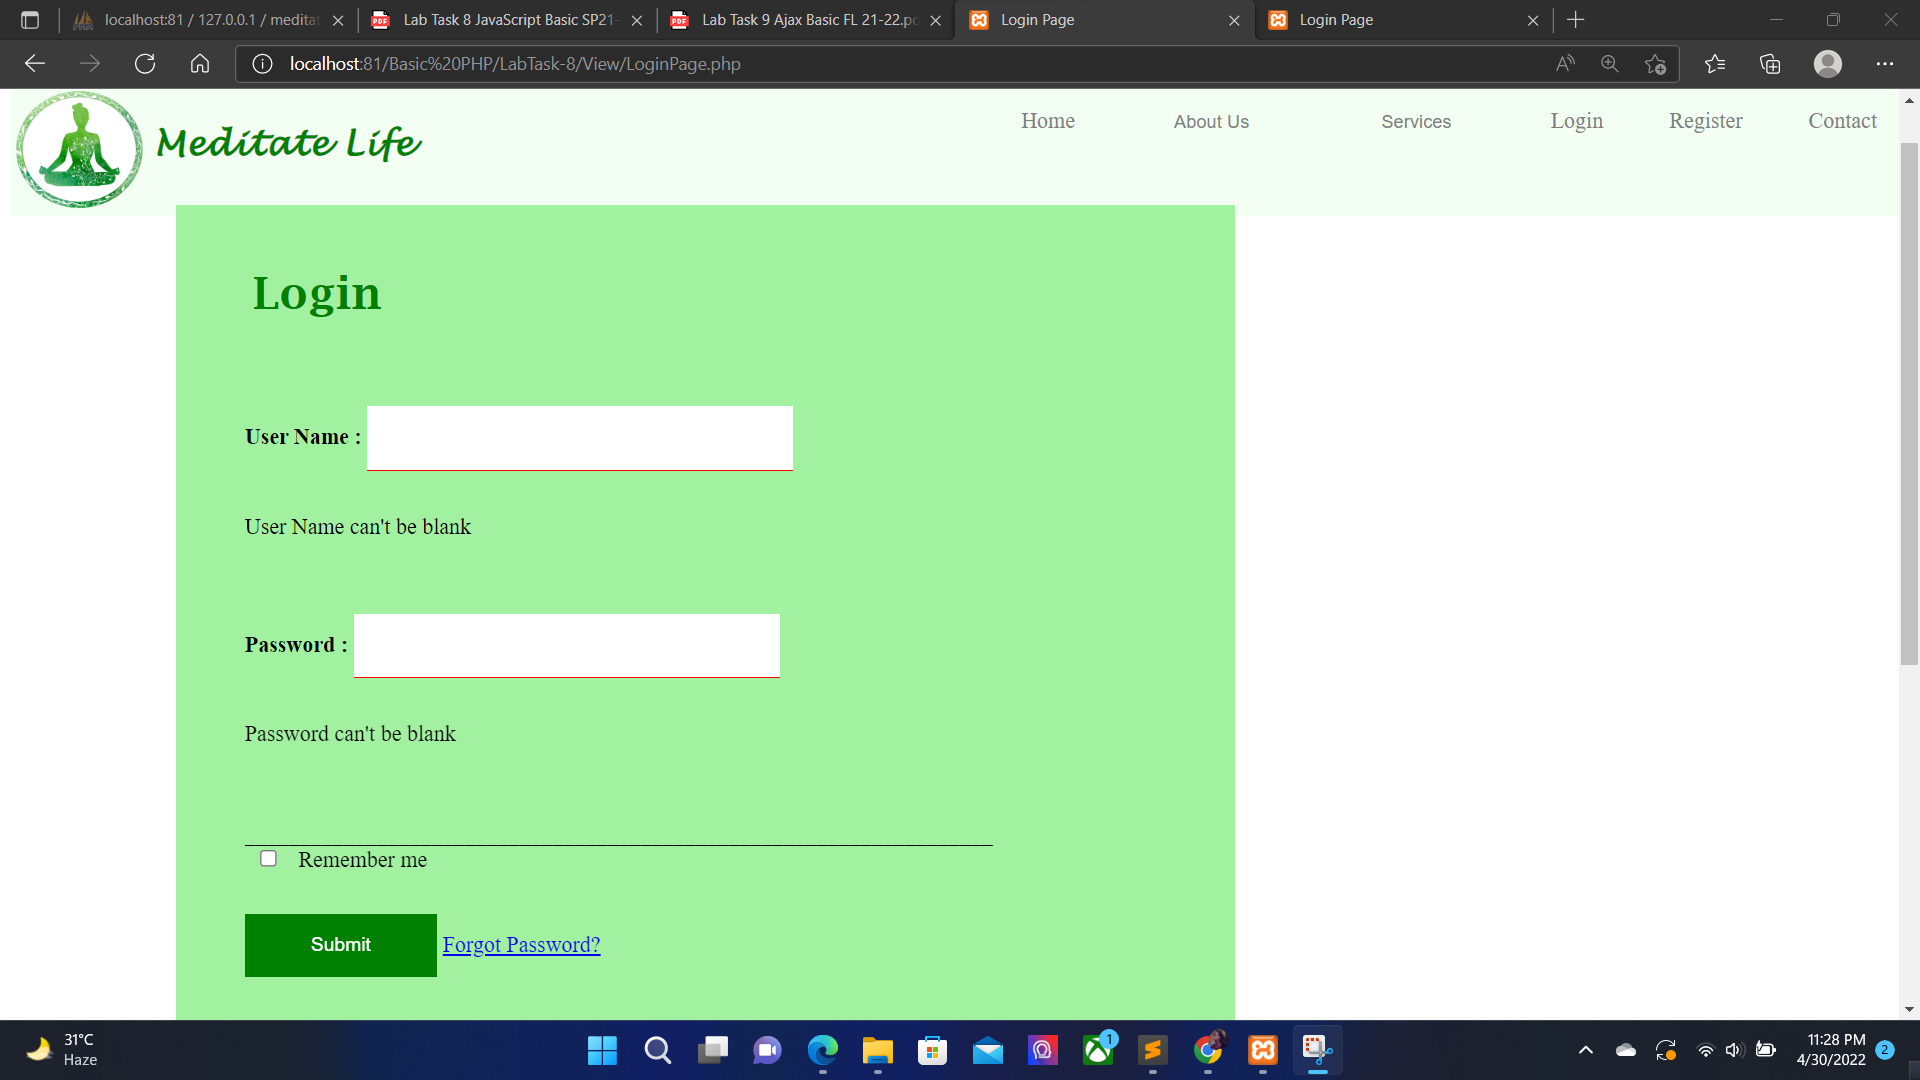 localhost:81 / 127.0.0.1 / meditat
Lab Task 8 JavaScript Basic SP21-
Lab Task 9 Ajax Basic FL 21-22.pd
Login Page
Login Page
localhost:81/Basic%20PHP/LabTask-8/View/LoginPage.php
Meditate Life
Home About Us Services Login Register Contact
Login
User Name :
User Name can't be blank
Password :
Password can't be blank
Remember me
Submit Forgot Password?
31°C
Haze
1
11:28 PM
4/30/2022
2